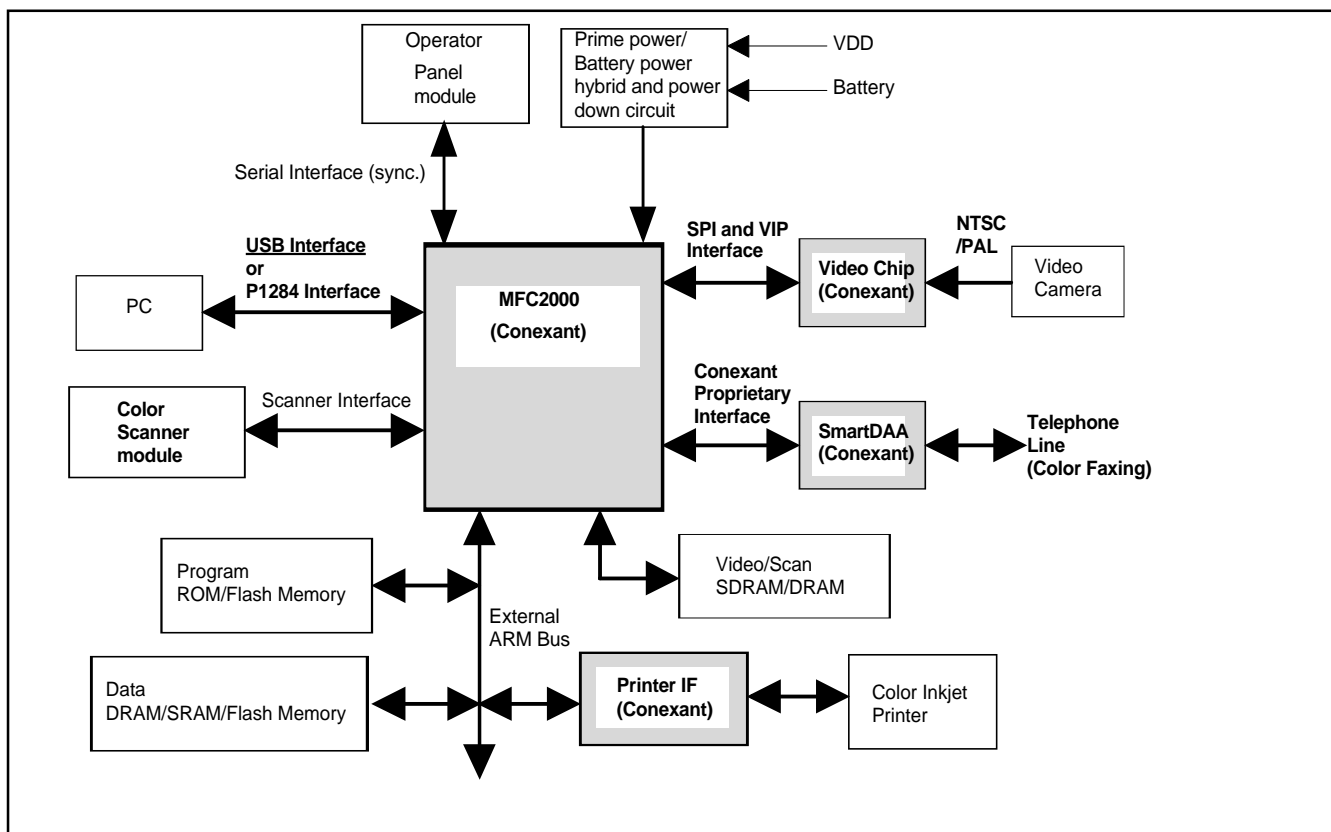 Operator
Panel
module
Prime power/
Battery power
hybrid and power
down circuit
VDD
Battery
Serial Interface (sync.)
USB Interface
or
P1284 Interface
PC
MFC2000
(Conexant)
SPI and VIP
Interface
Video Chip
(Conexant)
NTSC
/PAL
Video
Camera
Color
Scanner
module
Scanner Interface
Conexant
Proprietary
Interface
SmartDAA
(Conexant)
Telephone
Line
(Color Faxing)
Program
ROM/Flash Memory
Video/Scan
SDRAM/DRAM
External
ARM Bus
Data
DRAM/SRAM/Flash Memory
Printer IF
(Conexant)
Color Inkjet
Printer